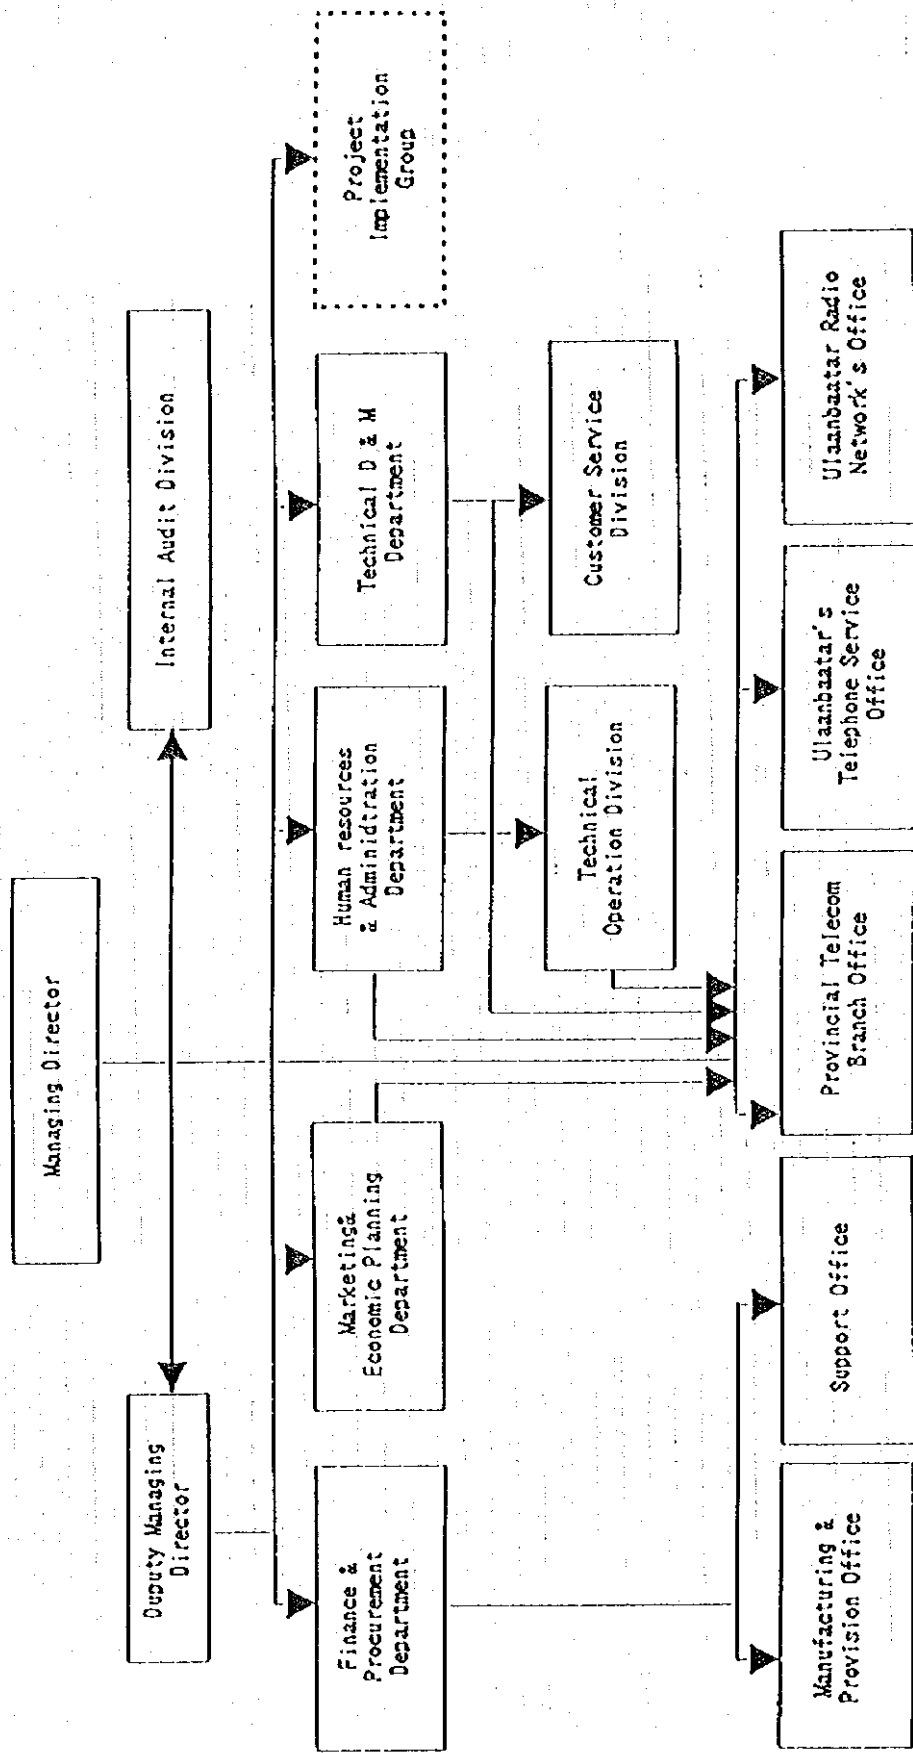 Managing Director
Duputy Managing
Director
Internal Audit Division
Finance &
Procurement
Department
Marketing&
Economic Planning
Department
Human resources
& Adminidtration
Department
Technical D & M
Department
Project
Implementation
Group
Technical
Operation Division
Customer Service
Division
Manufacturing &
Provision Office
Support Office
Provincial Telecom
Branch Office
Ulaanbaatar's
Telephone Service
Office
Ulaanbaatar Radio
Network's Office